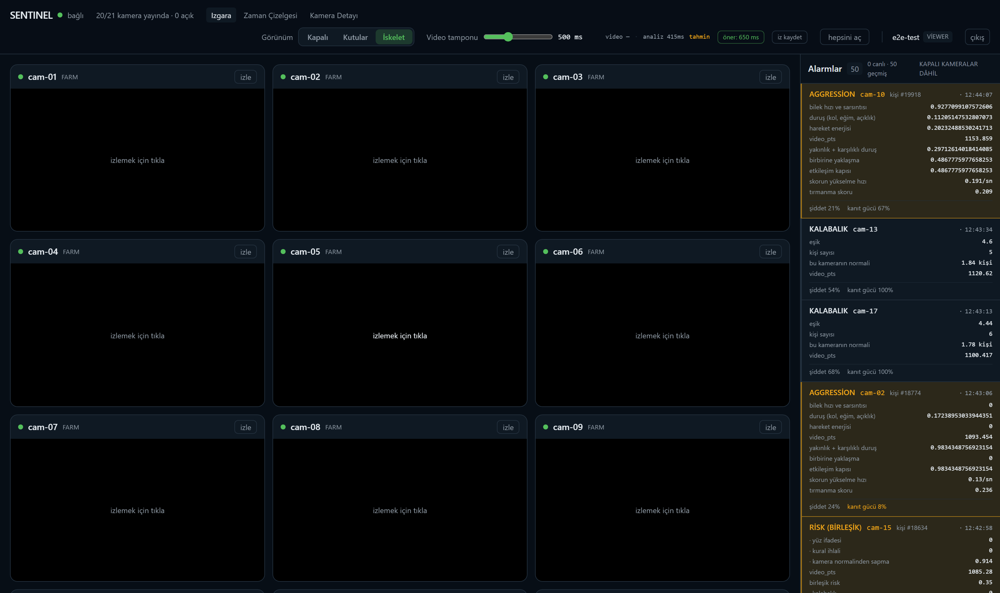 SENTINEL bağlı 20/21 kamera yayında · 0 açık Izgara Zaman Çizelgesi Kamera Detayı
Görünüm Kapalı Kutular İskelet Video tamponu 500 ms video — · analiz 415ms tahmin öner: 650 ms iz kaydet hepsini aç e2e-test VİEWER çıkış
cam-01 FARM izle
izlemek için tıkla
cam-02 FARM izle
izlemek için tıkla
cam-03 FARM izle
izlemek için tıkla
cam-04 FARM izle
izlemek için tıkla
cam-05 FARM izle
izlemek için tıkla
cam-06 FARM izle
izlemek için tıkla
cam-07 FARM izle
izlemek için tıkla
cam-08 FARM izle
izlemek için tıkla
cam-09 FARM izle
izlemek için tıkla
Alarmlar 50 0 canlı · 50 geçmiş KAPALI KAMERALAR DÂHİL
AGGRESSİON cam-10 kişi #19918 · 12:44:07
bilek hızı ve sarsıntısı 0.9277099107572606
duruş (kol, eğim, açıklık) 0.11205147532807073
hareket enerjisi 0.20232488530241713
video_pts 1153.859
yakınlık + karşılıklı duruş 0.29712614018414085
birbirine yaklaşma 0.4867775977658253
etkileşim kapısı 0.4867775977658253
skorun yükselme hızı 0.191/sn
tırmanma skoru 0.209
şiddet 21% kanıt gücü 67%
KALABALIK cam-13 · 12:43:34
eşik 4.6
kişi sayısı 5
bu kameranın normali 1.84 kişi
video_pts 1120.62
şiddet 54% kanıt gücü 100%
KALABALIK cam-17 · 12:43:13
eşik 4.44
kişi sayısı 6
bu kameranın normali 1.78 kişi
video_pts 1100.417
şiddet 68% kanıt gücü 100%
AGGRESSİON cam-02 kişi #18774 · 12:43:06
bilek hızı ve sarsıntısı 0
duruş (kol, eğim, açıklık) 0.17238953033944351
hareket enerjisi 0
video_pts 1093.454
yakınlık + karşılıklı duruş 0.9834348756923154
birbirine yaklaşma 0
etkileşim kapısı 0.9834348756923154
skorun yükselme hızı 0.13/sn
tırmanma skoru 0.236
şiddet 24% kanıt gücü 8%
RİSK (BİRLEŞİK) cam-15 kişi #18634 · 12:42:58
· yüz ifadesi 0
· kural ihlali 0
· kamera normalinden sapma 0.914
video_pts 1085.28
birleşik risk 0.35